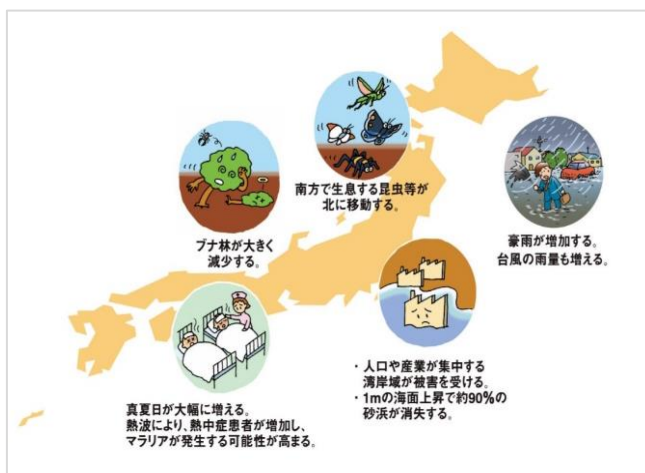 南方で生息する昆虫等が
北に移動する。
ブナ林が大きく
減少する。
豪雨が増加する。
台風の雨量も増える。
・人口や産業が集中する
湾岸域が被害を受ける。
・1mの海面上昇で約90%の
砂浜が消失する。
真夏日が大幅に増える。
熱波により、熱中症患者が増加し、
マラリアが発生する可能性が高まる。